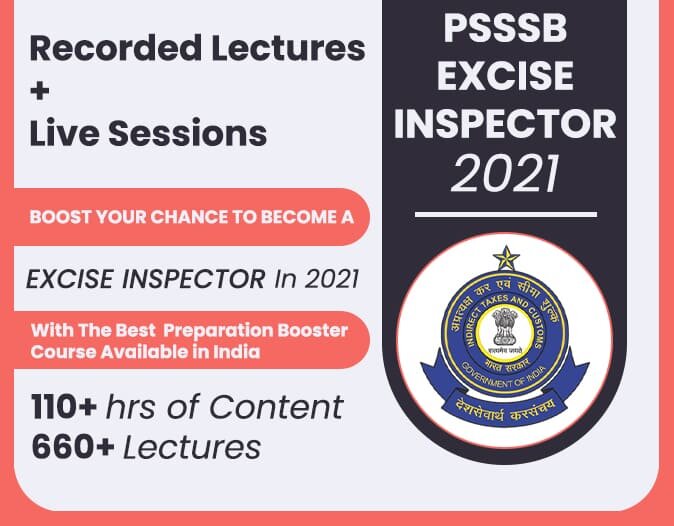 Recorded Lectures
+
Live Sessions
BOOST YOUR CHANCE TO BECOME A
EXCISE INSPECTOR In 2021
With The Best Preparation Booster
Course Available in India
110+ hrs of Content
660+ Lectures
PSSSB
EXCISE
INSPECTOR
2021
अप्रत्यक्ष कर एवं सीमा शुल्क
INDIRECT TAXES AND CUSTOMS
सत्यमेव जयते
भारत सरकार
GOVERNMENT OF INDIA
देशसेवार्थ करसंचय